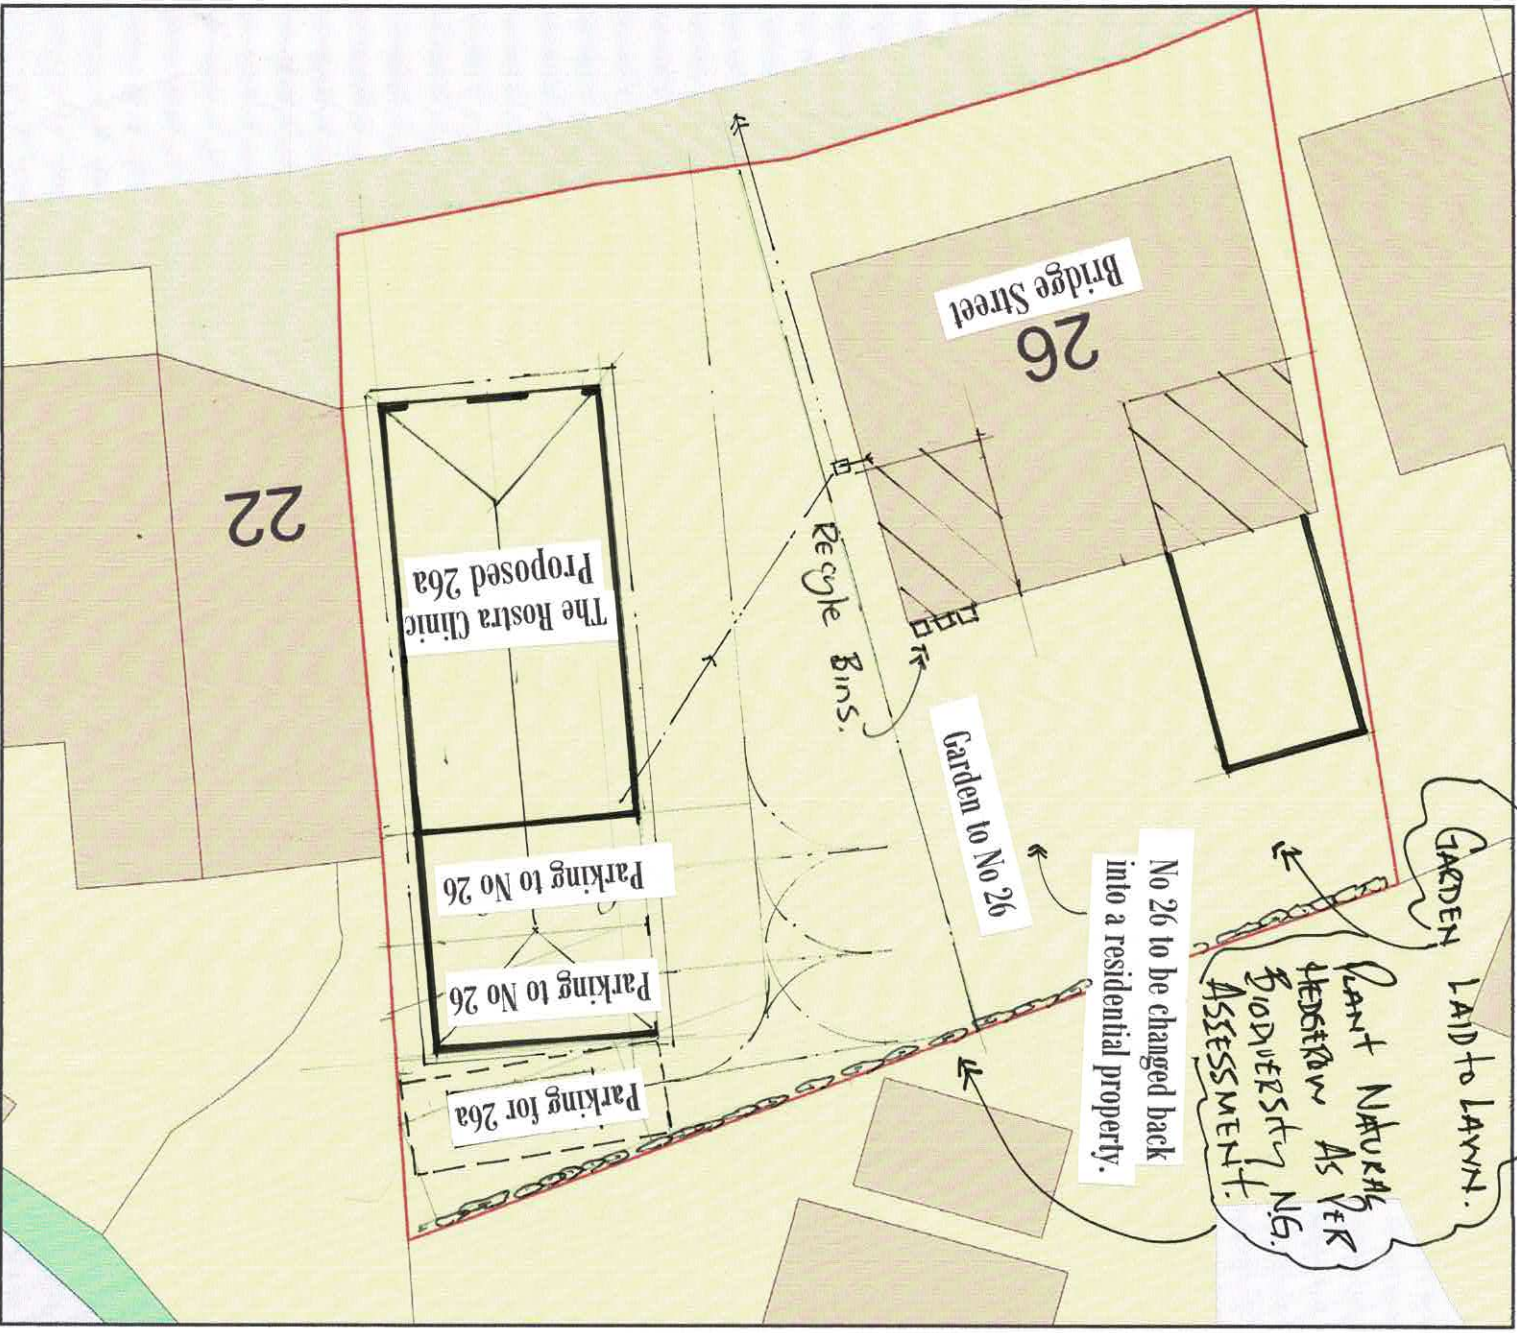 26
Bridge Street
22
The Rostra Clinic
Proposed 26a
Recycle Bins.
Garden to No 26
Parking to No 26
Parking to No 26
Parking for 26a
No 26 to be changed back
into a residential property.
GARDEN LAID to LAWN.
PLANT NATURAL
HEDGEROW AS PER
BIODIVERSITY NG.
ASSESSMENT.